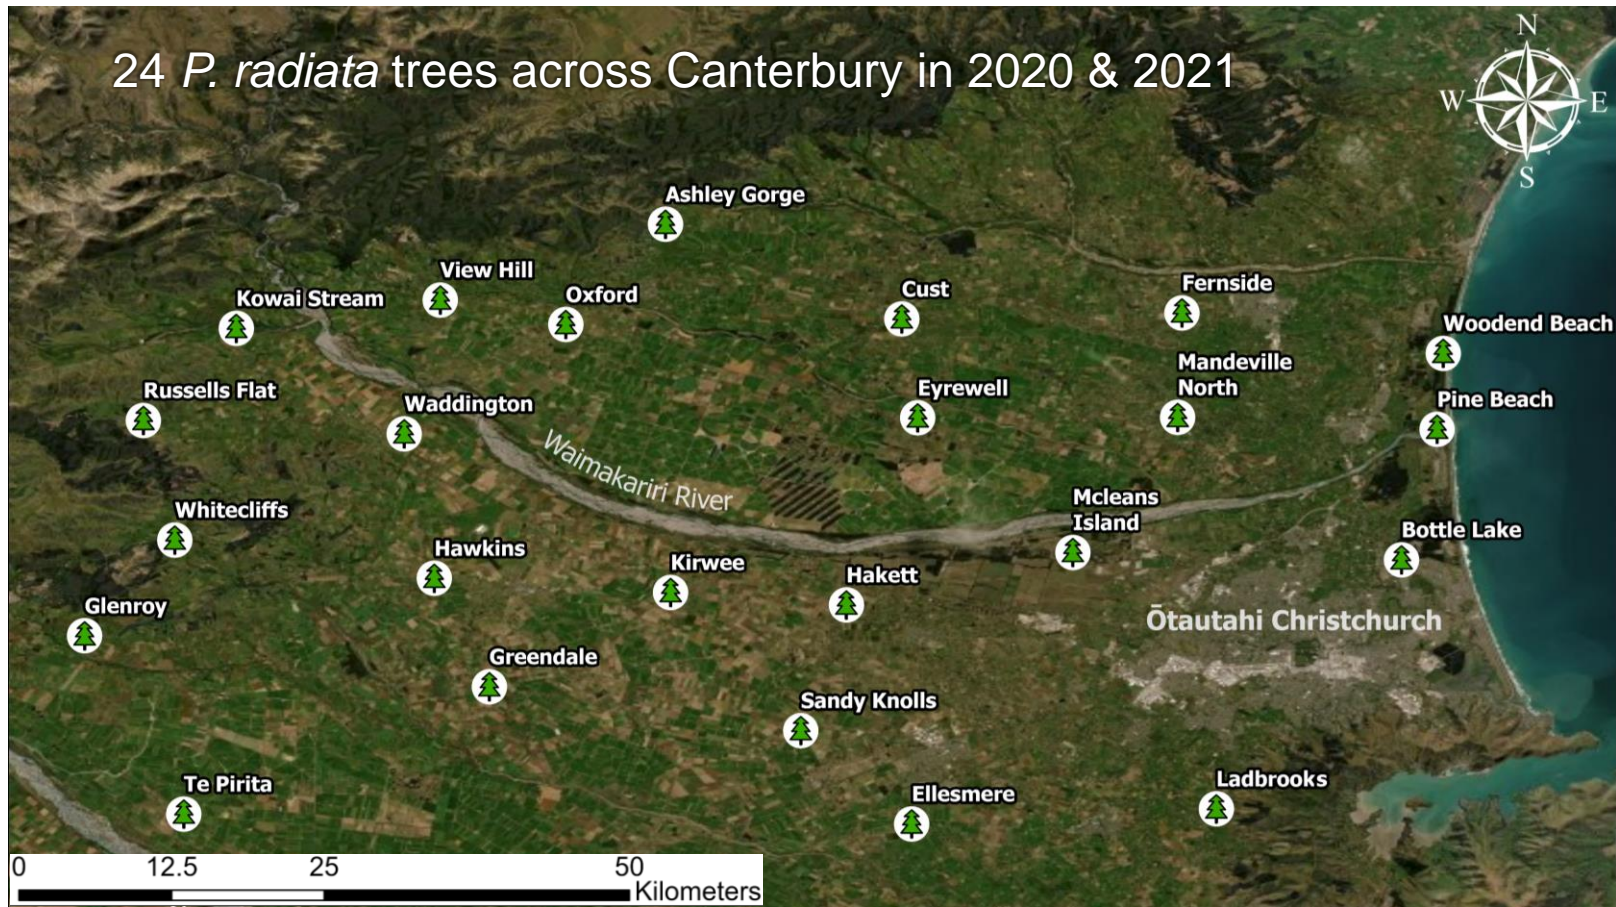 24 P. radiata trees across Canterbury in 2020 & 2021
N
W
E
S
Ashley Gorge
View Hill
Kowai Stream
Oxford
Cust
Fernside
Woodend Beach
Mandeville
North
Russells Flat
Waddington
Eyrewell
Pine Beach
Waimakariri River
Whitecliffs
Mcleans
Island
Bottle Lake
Hawkins
Kirwee
Hakett
Glenroy
Ōtautahi Christchurch
Greendale
Sandy Knolls
Te Pirita
Ellesmere
Ladbrooks
0 12.5 25 50
Kilometers